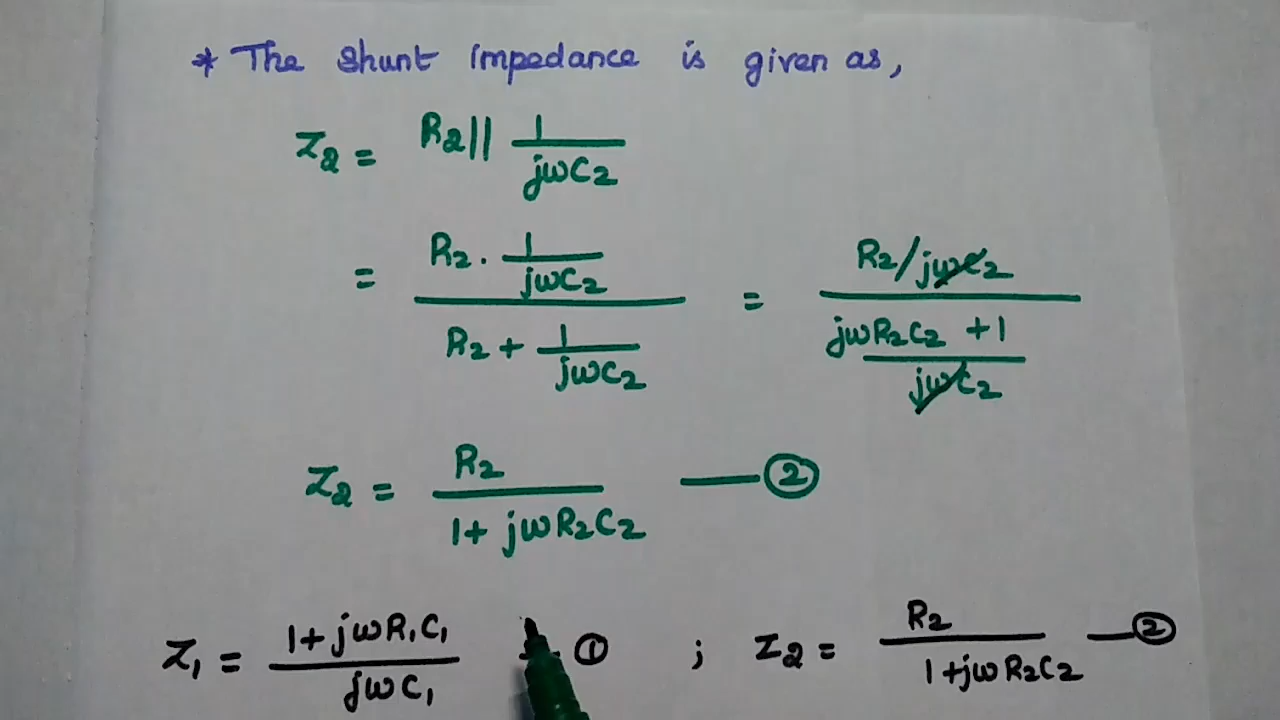 * The shunt impedance is given as,
Z2 = R2 || 1/jωC2
= (R2 . 1/jωC2) / (R2 + 1/jωC2) = (R2/jωC2) / ((jωR2C2 + 1)/jωC2)
Z2 = R2 / (1 + jωR2C2) — ②
Z1 = (1 + jωR1C1) / jωC1 — ① ; Z2 = R2 / (1 + jωR2C2) — ②